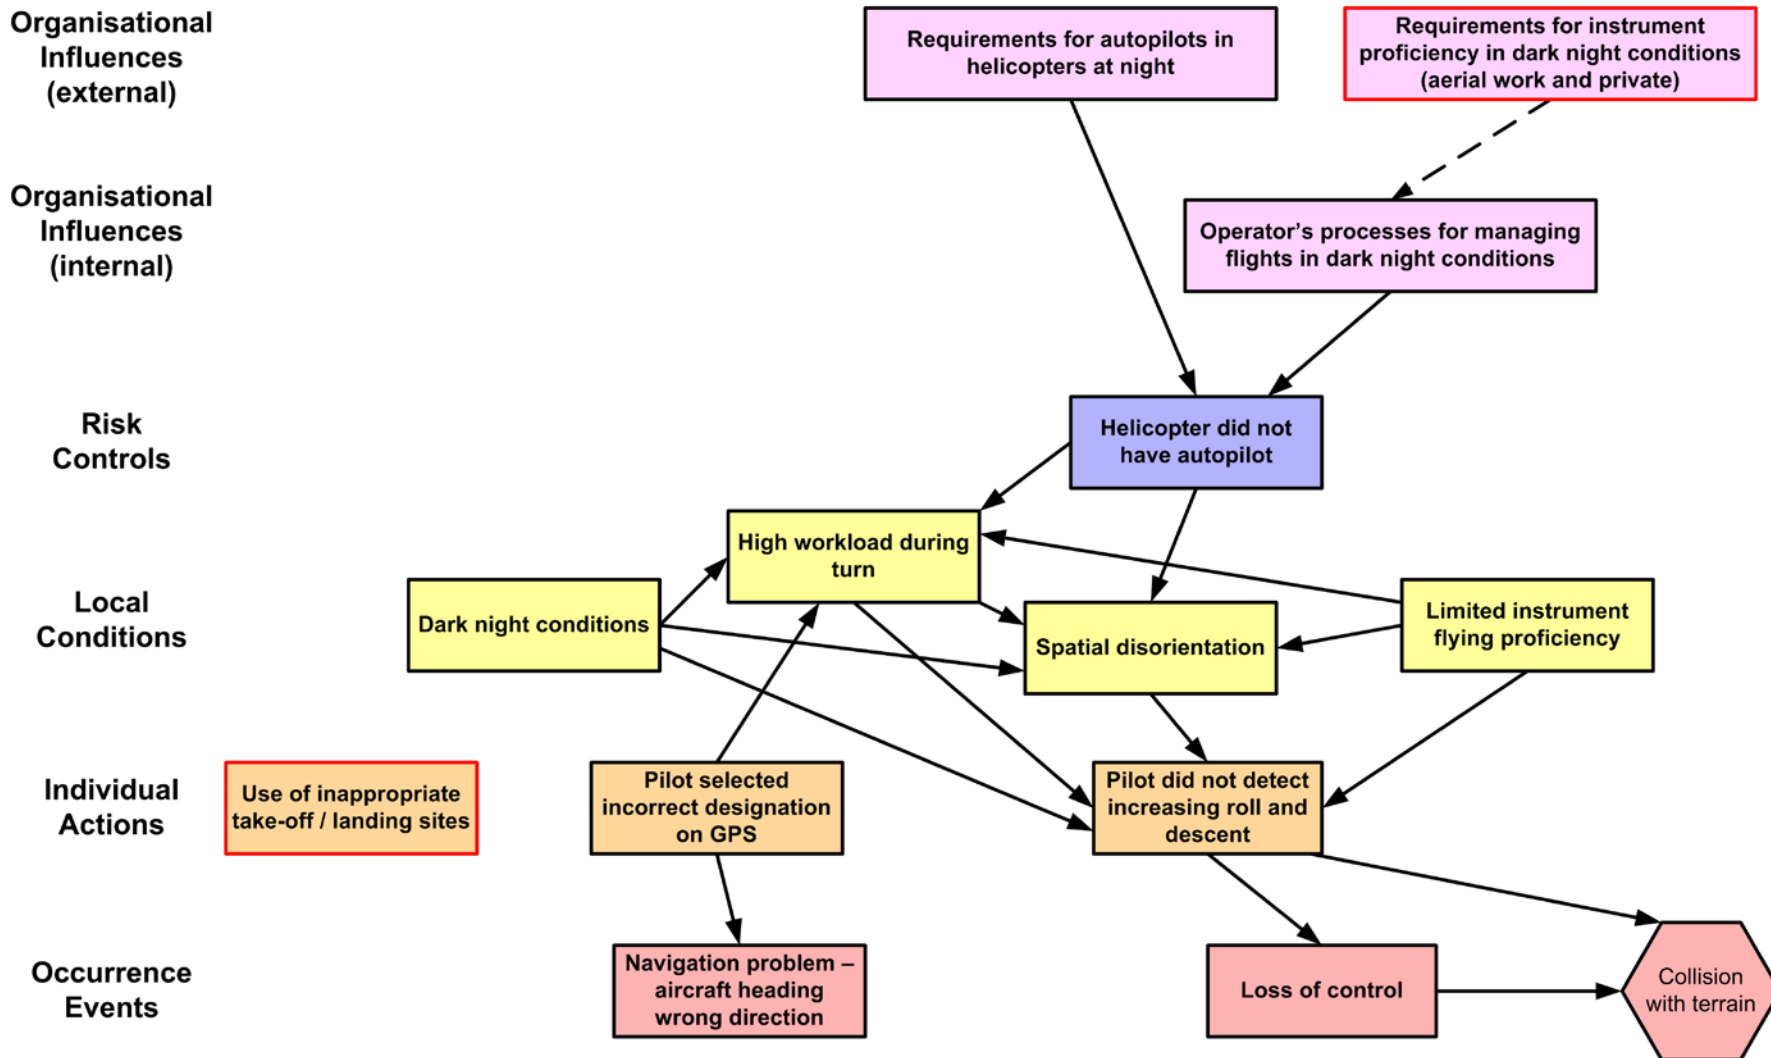 Organisational
Influences
(external)
Requirements for autopilots in
helicopters at night
Requirements for instrument
proficiency in dark night conditions
(aerial work and private)
Organisational
Influences
(internal)
Operator's processes for managing
flights in dark night conditions
Risk
Controls
Helicopter did not
have autopilot
Local
Conditions
Dark night conditions
High workload during
turn
Spatial disorientation
Limited instrument
flying proficiency
Individual
Actions
Use of inappropriate
take-off / landing sites
Pilot selected
incorrect designation
on GPS
Pilot did not detect
increasing roll and
descent
Occurrence
Events
Navigation problem –
aircraft heading
wrong direction
Loss of control
Collision
with terrain